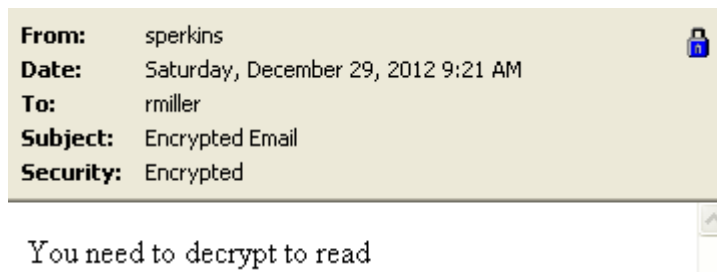 From: sperkins
Date: Saturday, December 29, 2012 9:21 AM
To: rmiller
Subject: Encrypted Email
Security: Encrypted
You need to decrypt to read